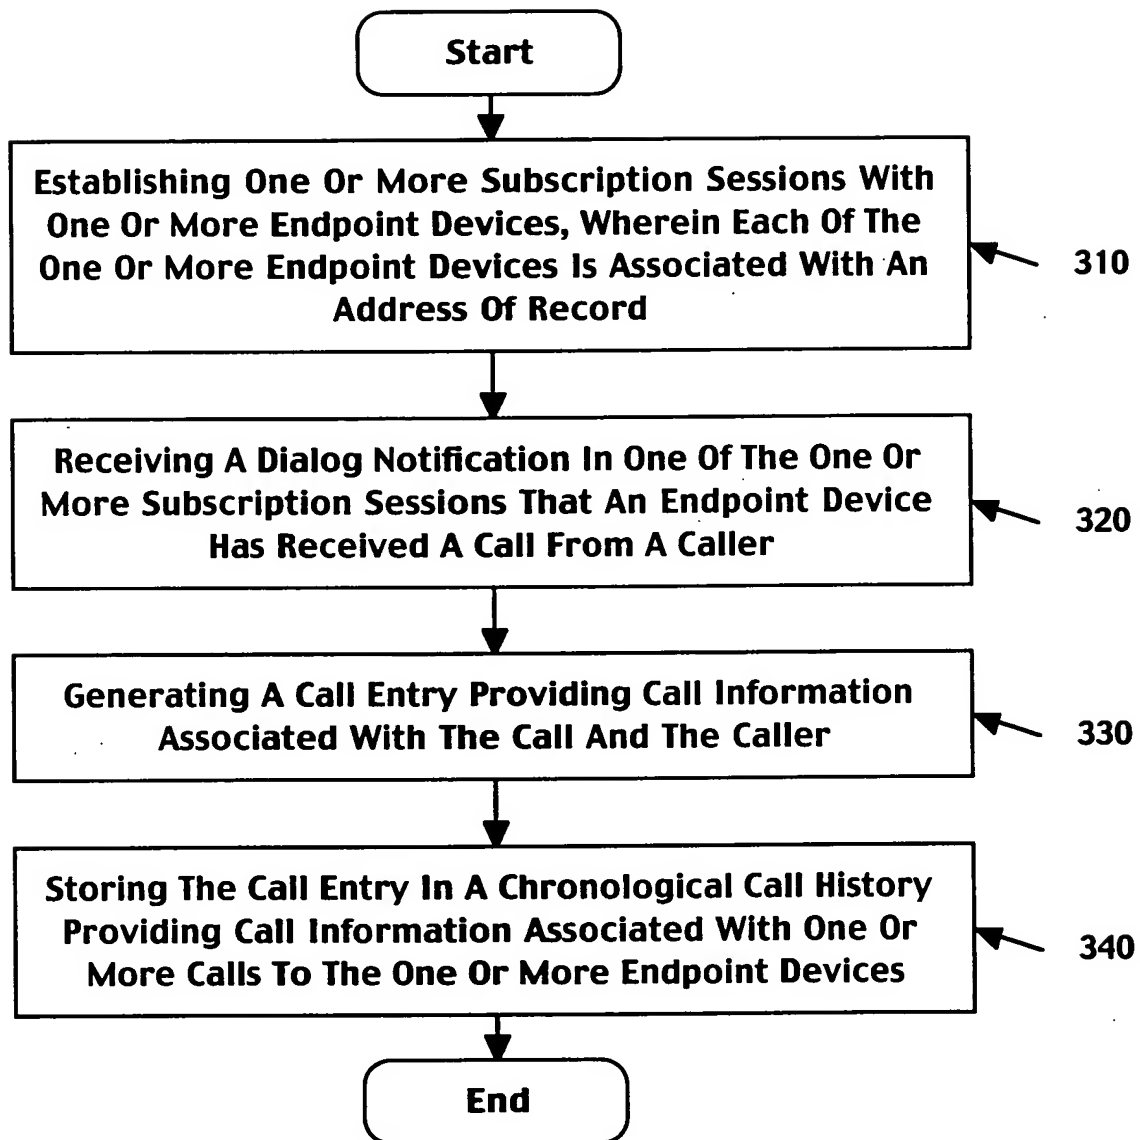 Start
Establishing One Or More Subscription Sessions With
One Or More Endpoint Devices, Wherein Each Of The
One Or More Endpoint Devices Is Associated With An
Address Of Record
310
Receiving A Dialog Notification In One Of The One Or
More Subscription Sessions That An Endpoint Device
Has Received A Call From A Caller
320
Generating A Call Entry Providing Call Information
Associated With The Call And The Caller
330
Storing The Call Entry In A Chronological Call History
Providing Call Information Associated With One Or
More Calls To The One Or More Endpoint Devices
340
End